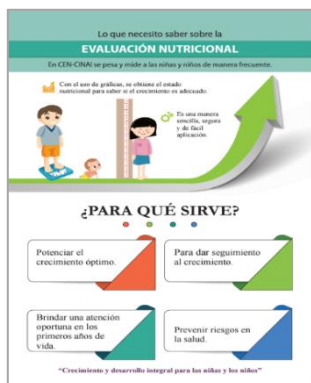 Lo que necesito saber sobre la
EVALUACIÓN NUTRICIONAL
En CEN-CINAI se pesa y mide a las niñas y niños de manera frecuente.
Con el uso de gráficas, se obtiene el estado
nutricional para saber si el crecimiento es adecuado.
Es una manera
sencilla, segura
y de fácil
aplicación.
¿PARA QUÉ SIRVE?
Potenciar el
crecimiento óptimo.
Para dar seguimiento
al crecimiento.
Brindar una atención
oportuna en los
primeros años de
vida.
Prevenir riesgos en
la salud.
“Crecimiento y desarrollo integral para las niñas y los niños”